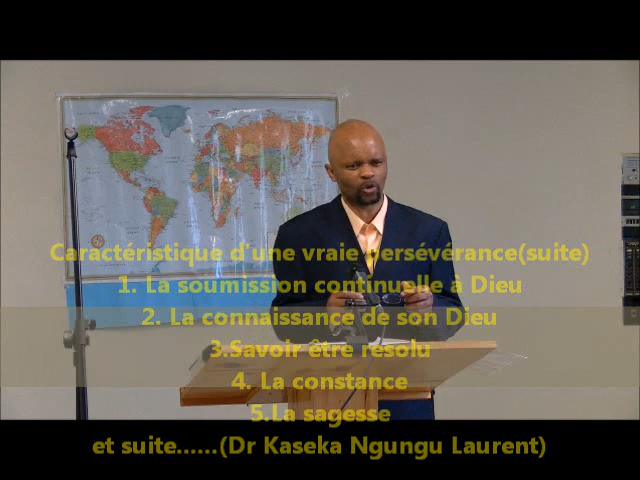 Caractéristique d'une vraie persévérance(suite)
1. La soumission continuelle à Dieu
2. La connaissance de son Dieu
3.Savoir être resolu
4. La constance
5.La sagesse
et suite......(Dr Kaseka Ngungu Laurent)